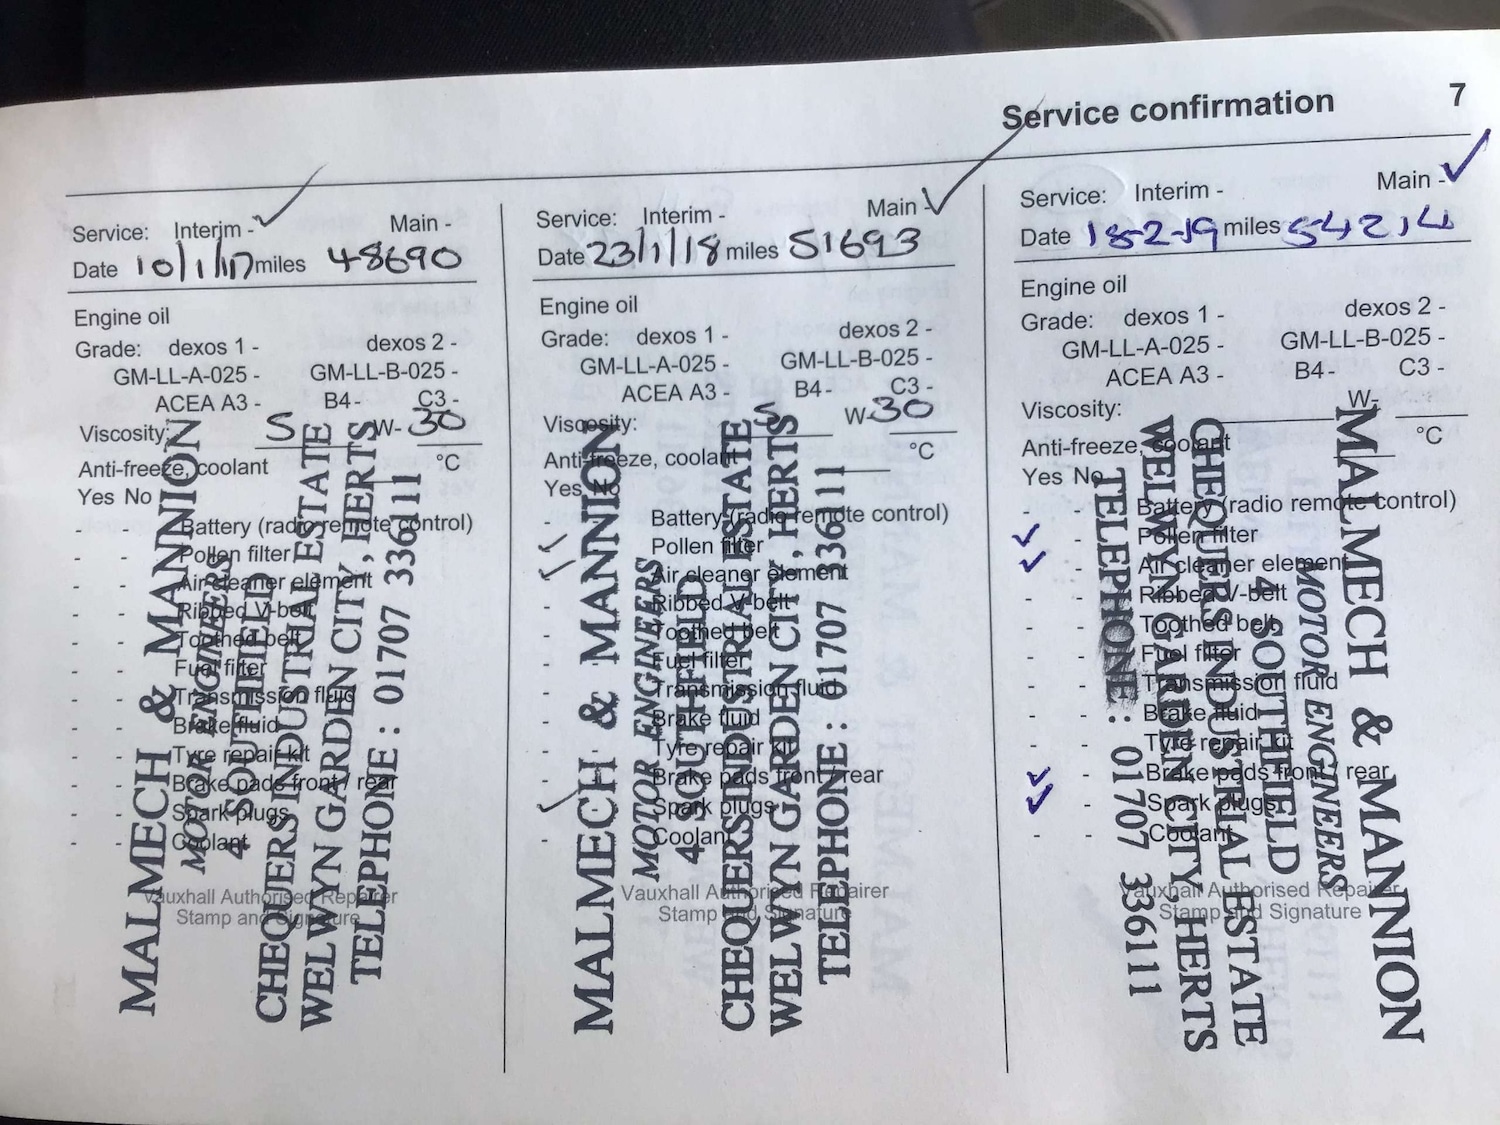 Service confirmation 7
Service: Interim - ✓ Main -
Date 10/1/17 miles 48690
Engine oil
Grade: dexos 1 - dexos 2 -
GM-LL-A-025 - GM-LL-B-025 -
ACEA A3 - B4 - C3 -
Viscosity: 5 W- 30
Anti-freeze, coolant °C
Yes No
- - Battery (radio remote control)
- - Pollen filter
- - Air cleaner element
- - Ribbed V-belt
- - Toothed belt
- - Fuel filter
- - Transmission fluid
- - Brake fluid
- - Tyre repair kit
- - Brake pads front / rear
- - Spark plugs
- - Coolant
Vauxhall Authorised Repairer
Stamp and Signature
MALMECH & MANNION
MOTOR ENGINEERS
4 SOUTHFIELD
CHEQUERS INDUSTRIAL ESTATE
WELWYN GARDEN CITY, HERTS
TELEPHONE : 01707 336111
Service: Interim - Main ✓
Date 23/1/18 miles 51693
Engine oil
Grade: dexos 1 - dexos 2 -
GM-LL-A-025 - GM-LL-B-025 -
ACEA A3 - B4 - C3 -
Viscosity: 5 W- 30
Anti-freeze, coolant °C
Yes No
- Battery (radio remote control)
✓ Pollen filter
✓ Air cleaner element
- Ribbed V-belt
- Toothed belt
- Fuel filter
- Transmission fluid
- Brake fluid
- Tyre repair kit
- Brake pads front / rear
✓ Spark plugs
- Coolant
Vauxhall Authorised Repairer
Stamp and Signature
MALMECH & MANNION
MOTOR ENGINEERS
4 SOUTHFIELD
CHEQUERS INDUSTRIAL ESTATE
WELWYN GARDEN CITY, HERTS
TELEPHONE : 01707 336111
Service: Interim - Main - ✓
Date 18-2-19 miles 54214
Engine oil
Grade: dexos 1 - dexos 2 -
GM-LL-A-025 - GM-LL-B-025 -
ACEA A3 - B4 - C3 -
Viscosity: W-
Anti-freeze, coolant °C
Yes No
Battery (radio remote control)
✓ - Pollen filter
✓ - Air cleaner element
- - Ribbed V-belt
- - Toothed belt
- - Fuel filter
- - Transmission fluid
- - Brake fluid
- - Tyre repair kit
✓ - Brake pads front / rear
✓ - Spark plugs
- - Coolant
Vauxhall Authorised Repairer
Stamp and Signature
MALMECH & MANNION
MOTOR ENGINEERS
4 SOUTHFIELD
CHEQUERS INDUSTRIAL ESTATE
WELWYN GARDEN CITY, HERTS
TELEPHONE : 01707 336111